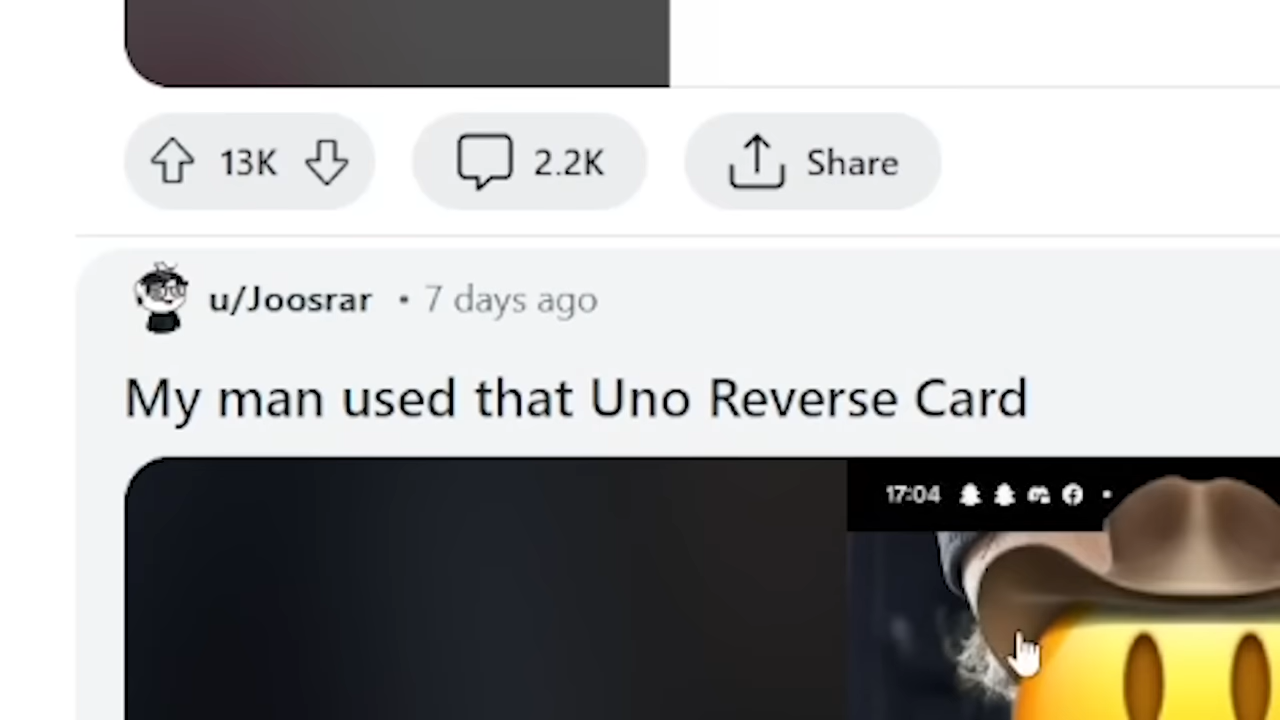 13K 2.2K Share
u/Joosrar • 7 days ago
My man used that Uno Reverse Card
17:04